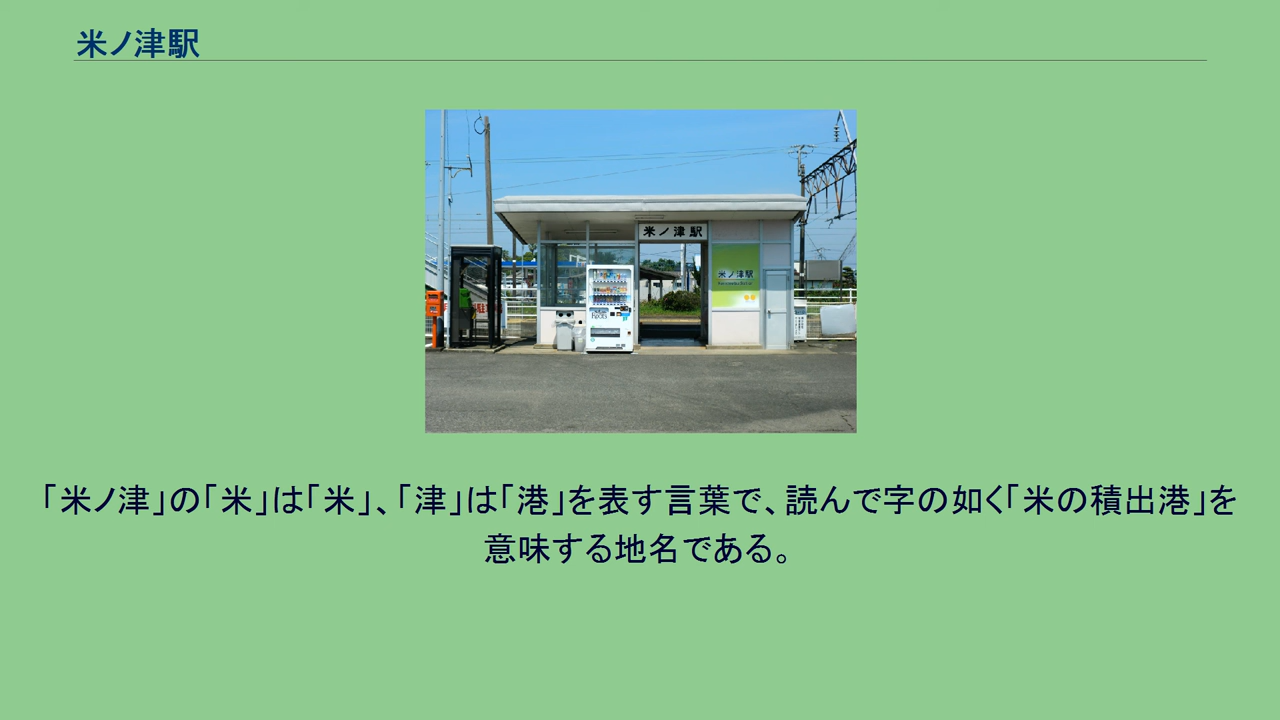 米ノ津駅
米ノ津駅
米ノ津駅
「米ノ津」の「米」は「米」、「津」は「港」を表す言葉で、読んで字の如く「米の積出港」を
意味する地名である。